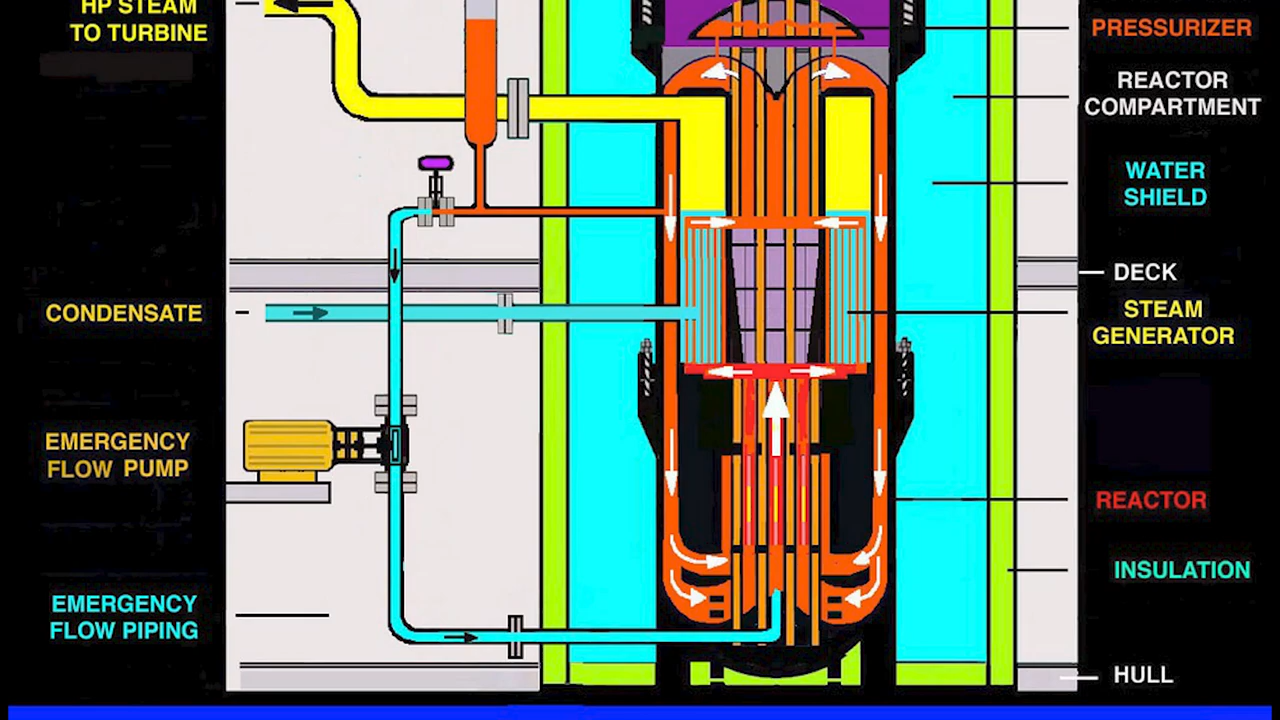 HP STEAM
TO TURBINE
CONDENSATE
EMERGENCY
FLOW PUMP
EMERGENCY
FLOW PIPING
PRESSURIZER
REACTOR
COMPARTMENT
WATER
SHIELD
DECK
STEAM
GENERATOR
REACTOR
INSULATION
HULL